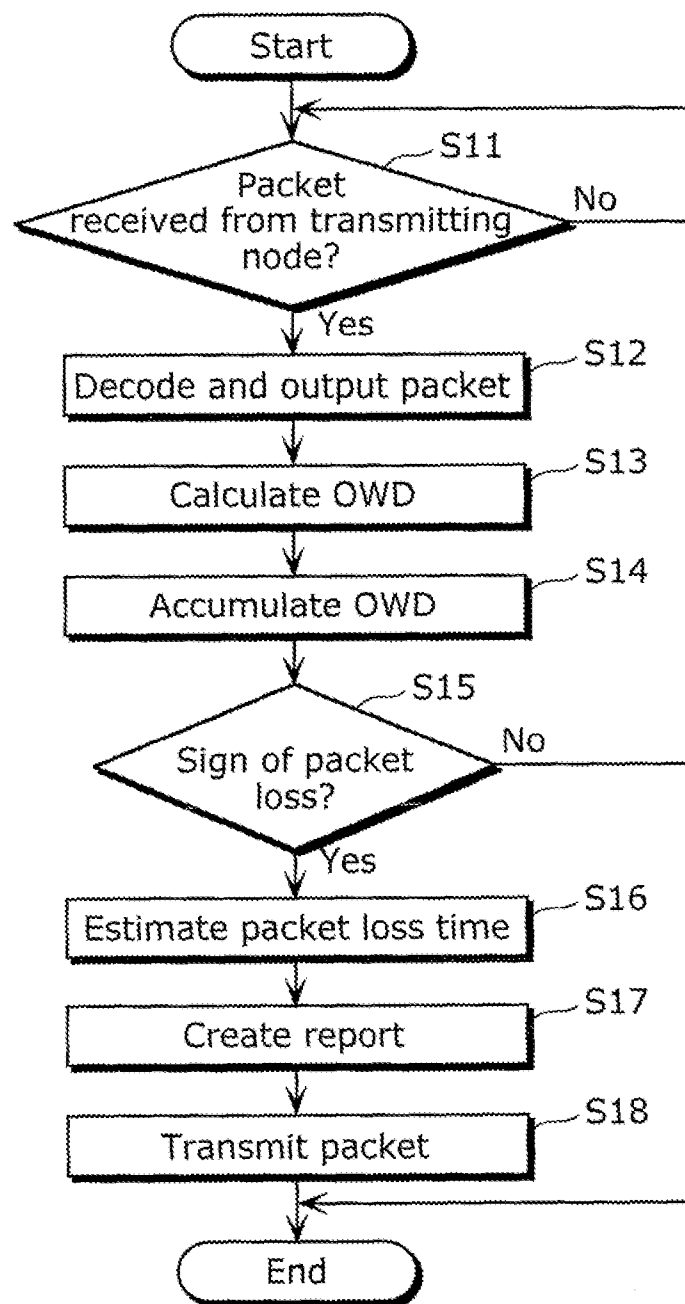 Start
S11
Packet
received from transmitting
node?
No
Yes
S12
Decode and output packet
S13
Calculate OWD
S14
Accumulate OWD
S15
Sign of packet
loss?
No
Yes
S16
Estimate packet loss time
S17
Create report
S18
Transmit packet
End